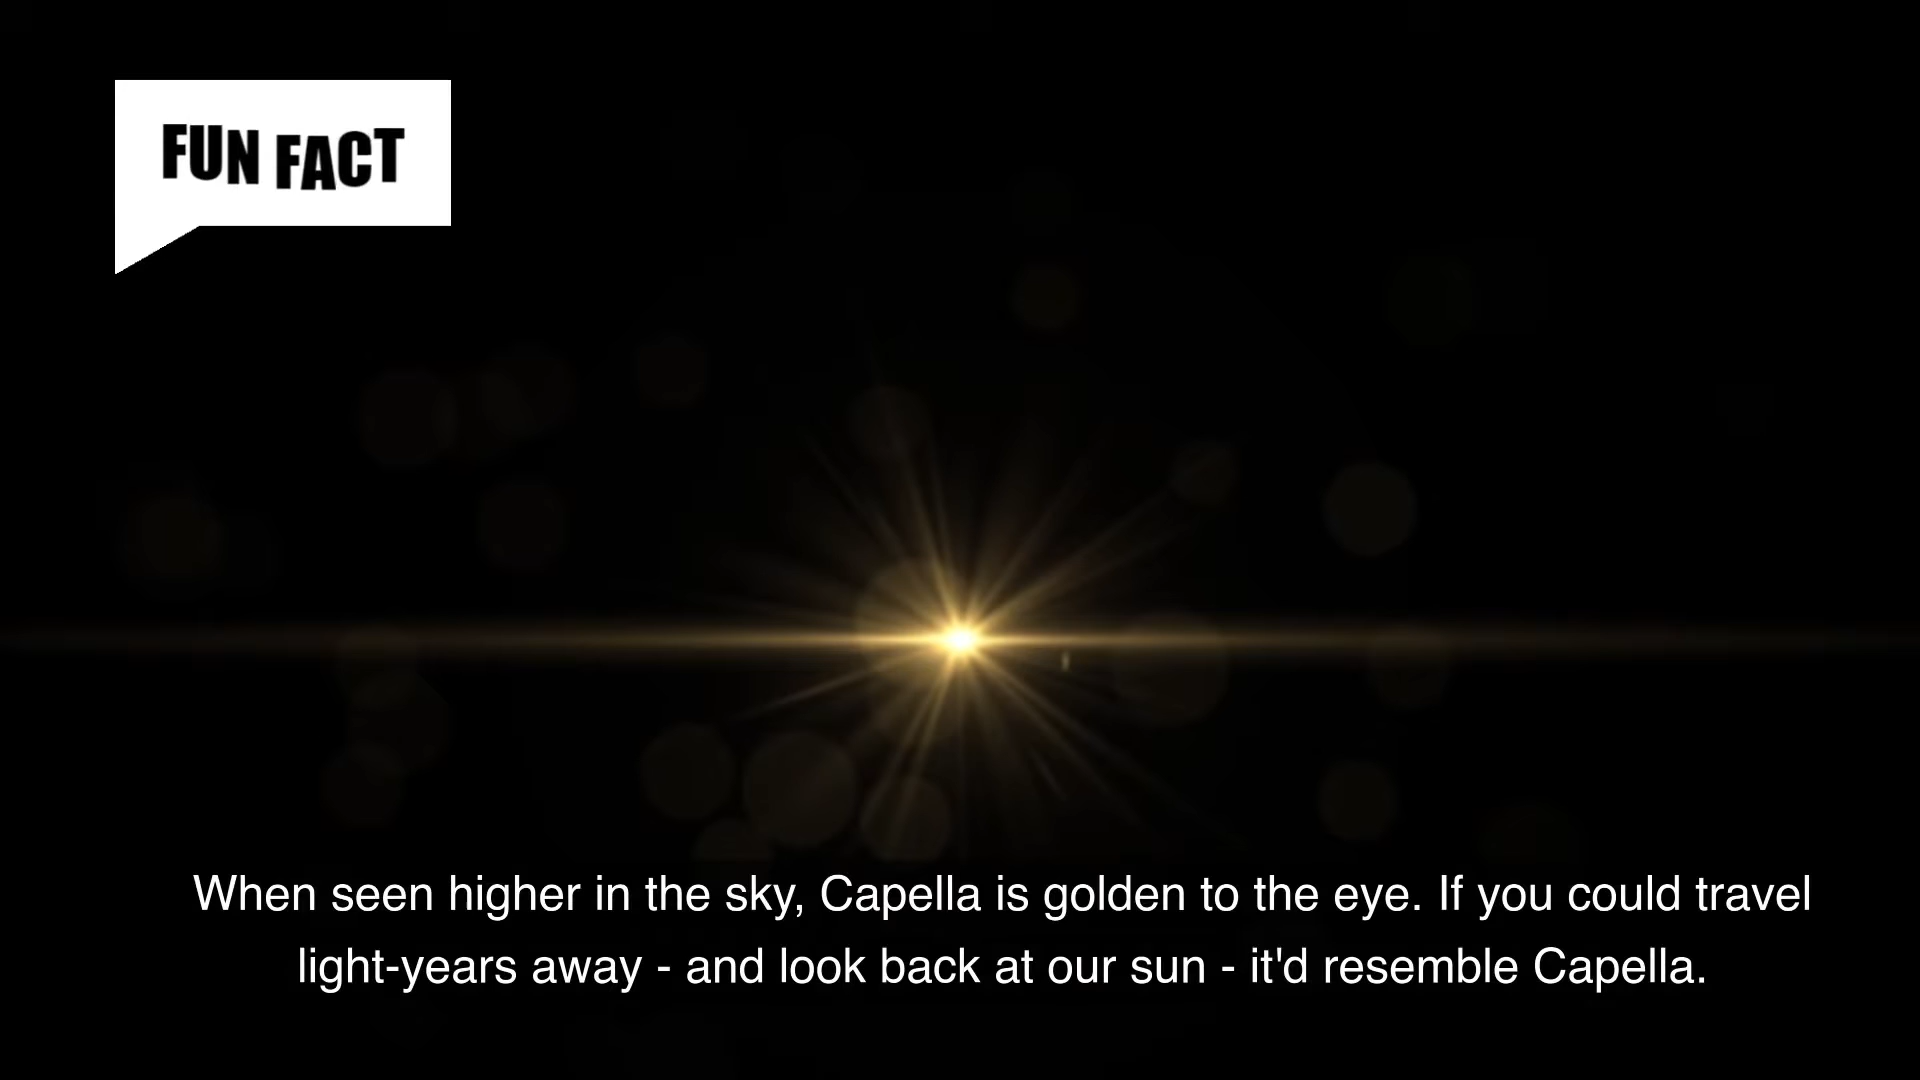 FUN FACT
When seen higher in the sky, Capella is golden to the eye. If you could travel
light-years away - and look back at our sun - it'd resemble Capella.